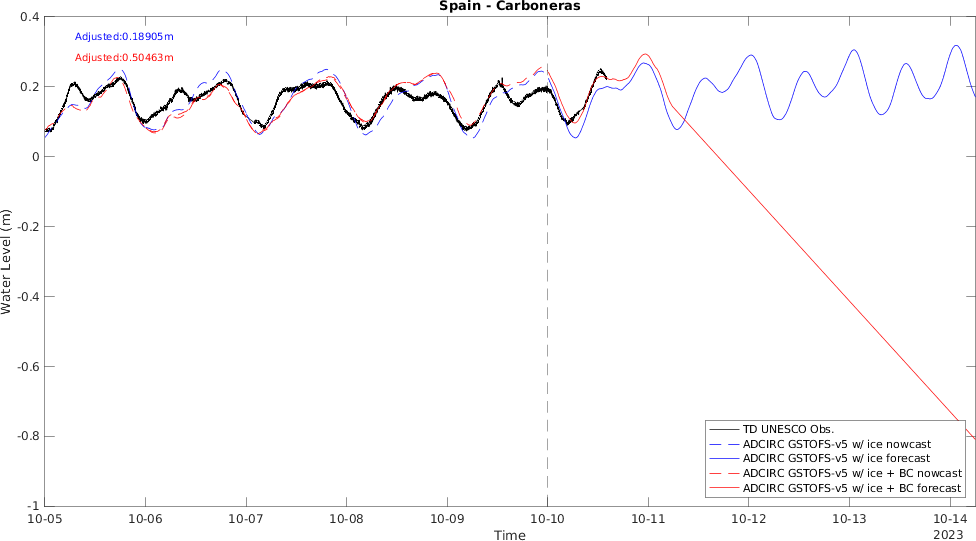 Spain - Carboneras
Adjusted:0.18905m
Adjusted:0.50463m
0.4
0.2
0
-0.2
-0.4
-0.6
-0.8
-1
Water Level (m)
TD UNESCO Obs.
ADCIRC GSTOFS-v5 w/ ice nowcast
ADCIRC GSTOFS-v5 w/ ice forecast
ADCIRC GSTOFS-v5 w/ ice + BC nowcast
ADCIRC GSTOFS-v5 w/ ice + BC forecast
10-05 10-06 10-07 10-08 10-09 10-10 10-11 10-12 10-13 10-14
Time
2023